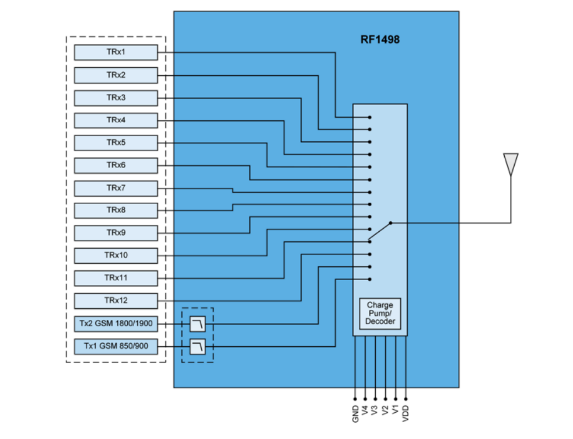 RF1498
TRx1
TRx2
TRx3
TRx4
TRx5
TRx6
TRx7
TRx8
TRx9
TRx10
TRx11
TRx12
Tx2 GSM 1800/1900
Tx1 GSM 850/900
Charge
Pump/
Decoder
GND
V4
V3
V2
V1
VDD